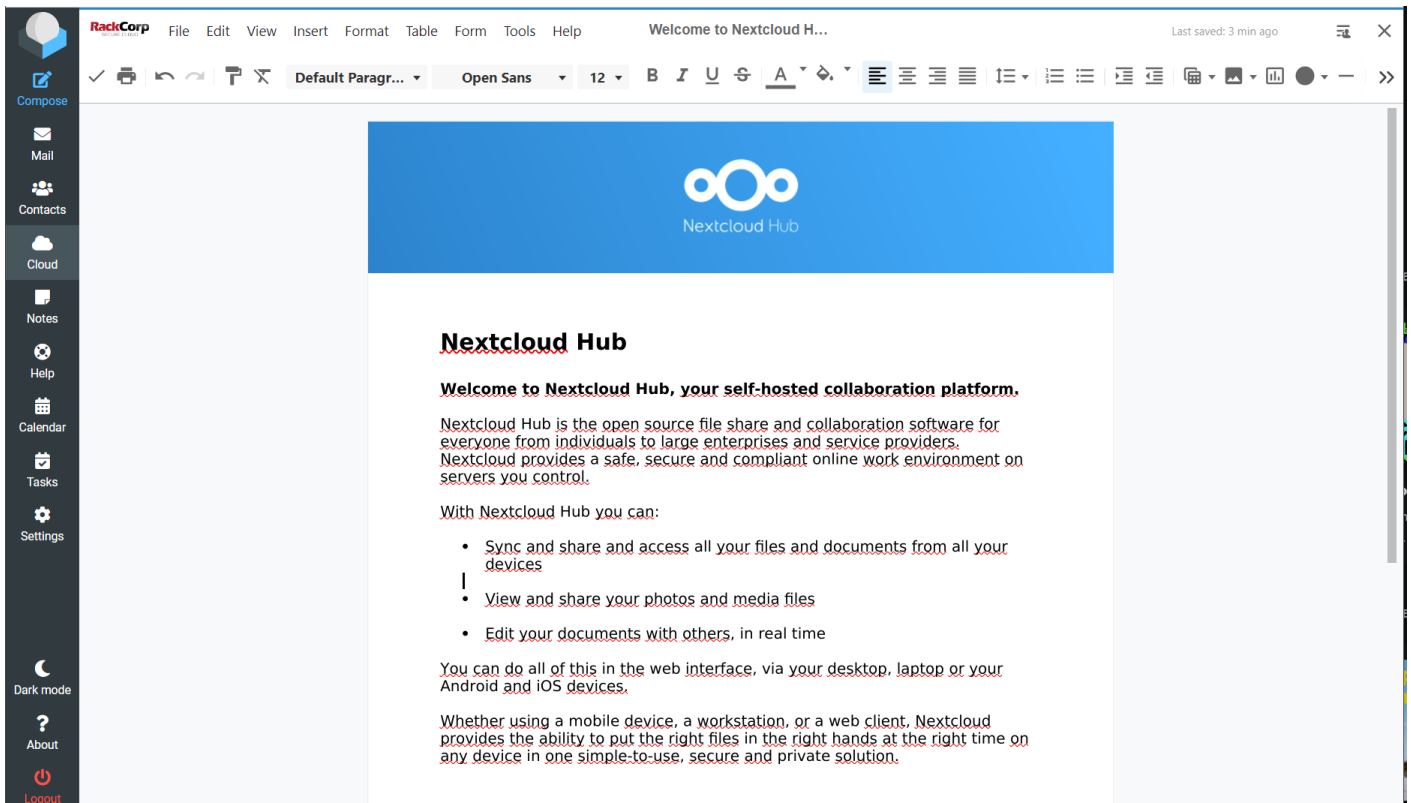 RackCorp
File Edit View Insert Format Table Form Tools Help
Welcome to Nextcloud H...
Last saved: 3 min ago
Default Paragr...
Open Sans
12
Compose
Mail
Contacts
Cloud
Notes
Help
Calendar
Tasks
Settings
Dark mode
About
Logout
Nextcloud Hub
Nextcloud Hub
Welcome to Nextcloud Hub, your self-hosted collaboration platform.
Nextcloud Hub is the open source file share and collaboration software for
everyone from individuals to large enterprises and service providers.
Nextcloud provides a safe, secure and compliant online work environment on
servers you control.
With Nextcloud Hub you can:
• Sync and share and access all your files and documents from all your
devices
• View and share your photos and media files
• Edit your documents with others, in real time
You can do all of this in the web interface, via your desktop, laptop or your
Android and iOS devices.
Whether using a mobile device, a workstation, or a web client, Nextcloud
provides the ability to put the right files in the right hands at the right time on
any device in one simple-to-use, secure and private solution.